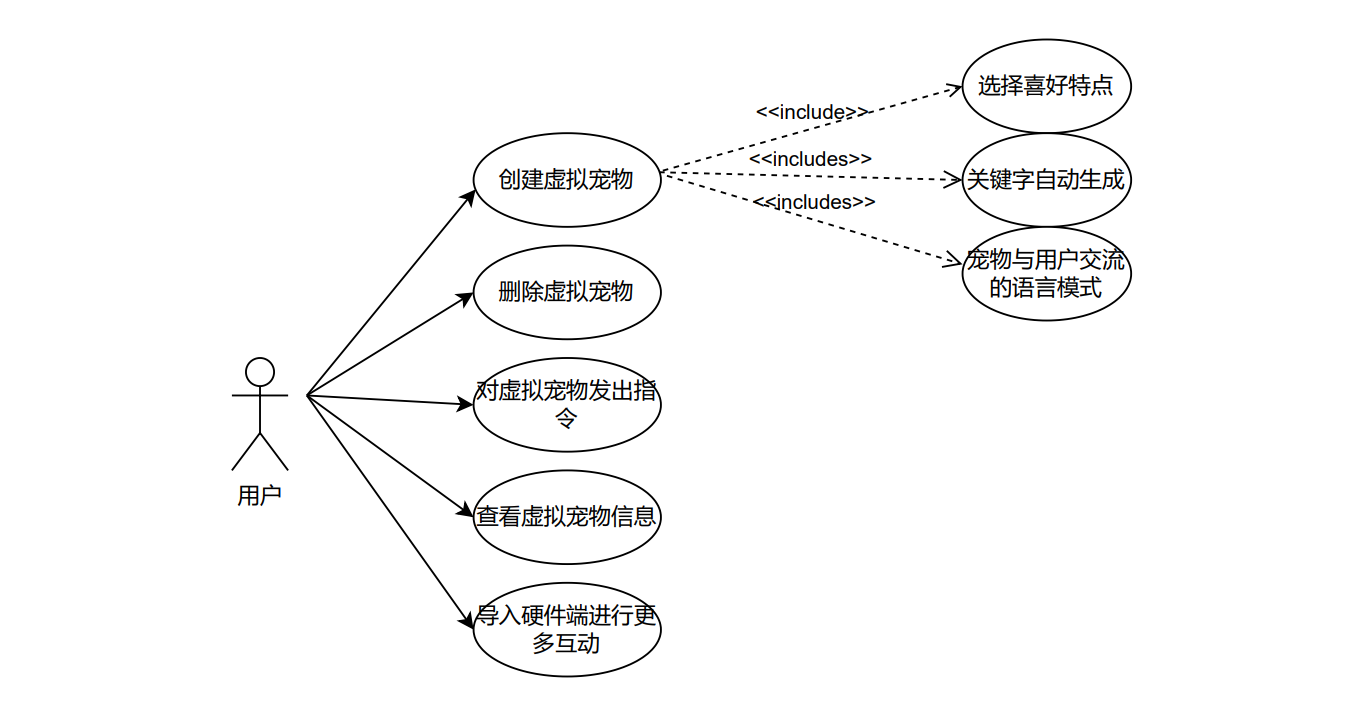 选择喜好特点
<<include>>
<<includes>>
创建虚拟宠物
关键字自动生成
<<includes>>
宠物与用户交流
的语言模式
删除虚拟宠物
对虚拟宠物发出指
令
用户
查看虚拟宠物信息
导入硬件端进行更
多互动